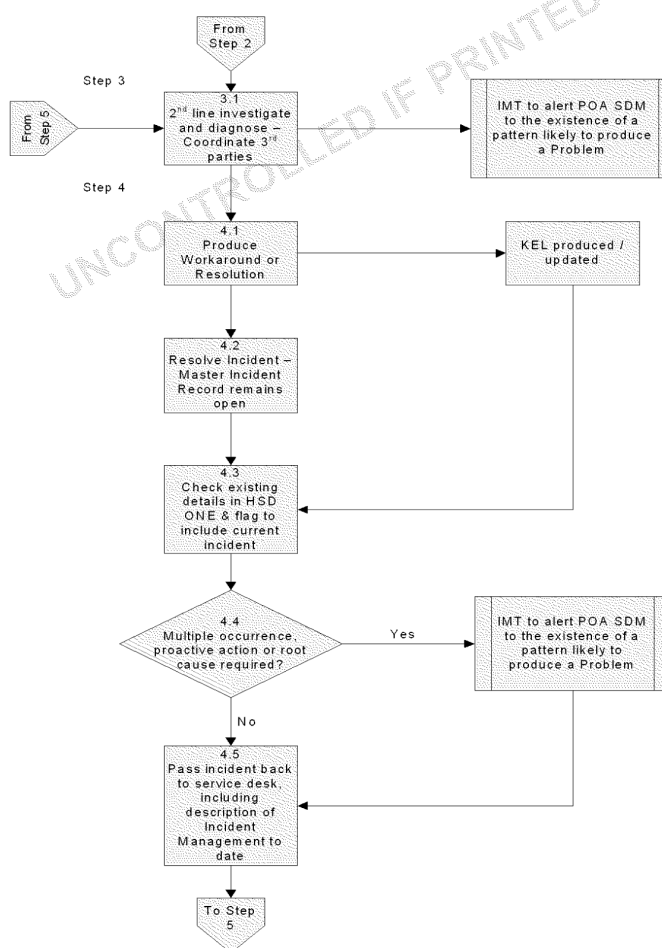 From
Step 2
UNCONTROLLED IF PRINTED
Step 3
From
Step 5
3.1
2nd line investigate
and diagnose –
Coordinate 3rd
parties
IMT to alert POA SDM
to the existence of a
pattern likely to produce
a Problem
Step 4
4.1
Produce
Workaround or
Resolution
KEL produced /
updated
4.2
Resolve Incident –
Master Incident
Record remains
open
4.3
Check existing
details in HSD
ONE & flag to
include current
incident
4.4
Multiple occurrence,
proactive action or root
cause required?
Yes
IMT to alert POA SDM
to the existence of a
pattern likely to
produce a Problem
No
4.5
Pass incident back
to service desk,
including
description of
Incident
Management to
date
To Step
5